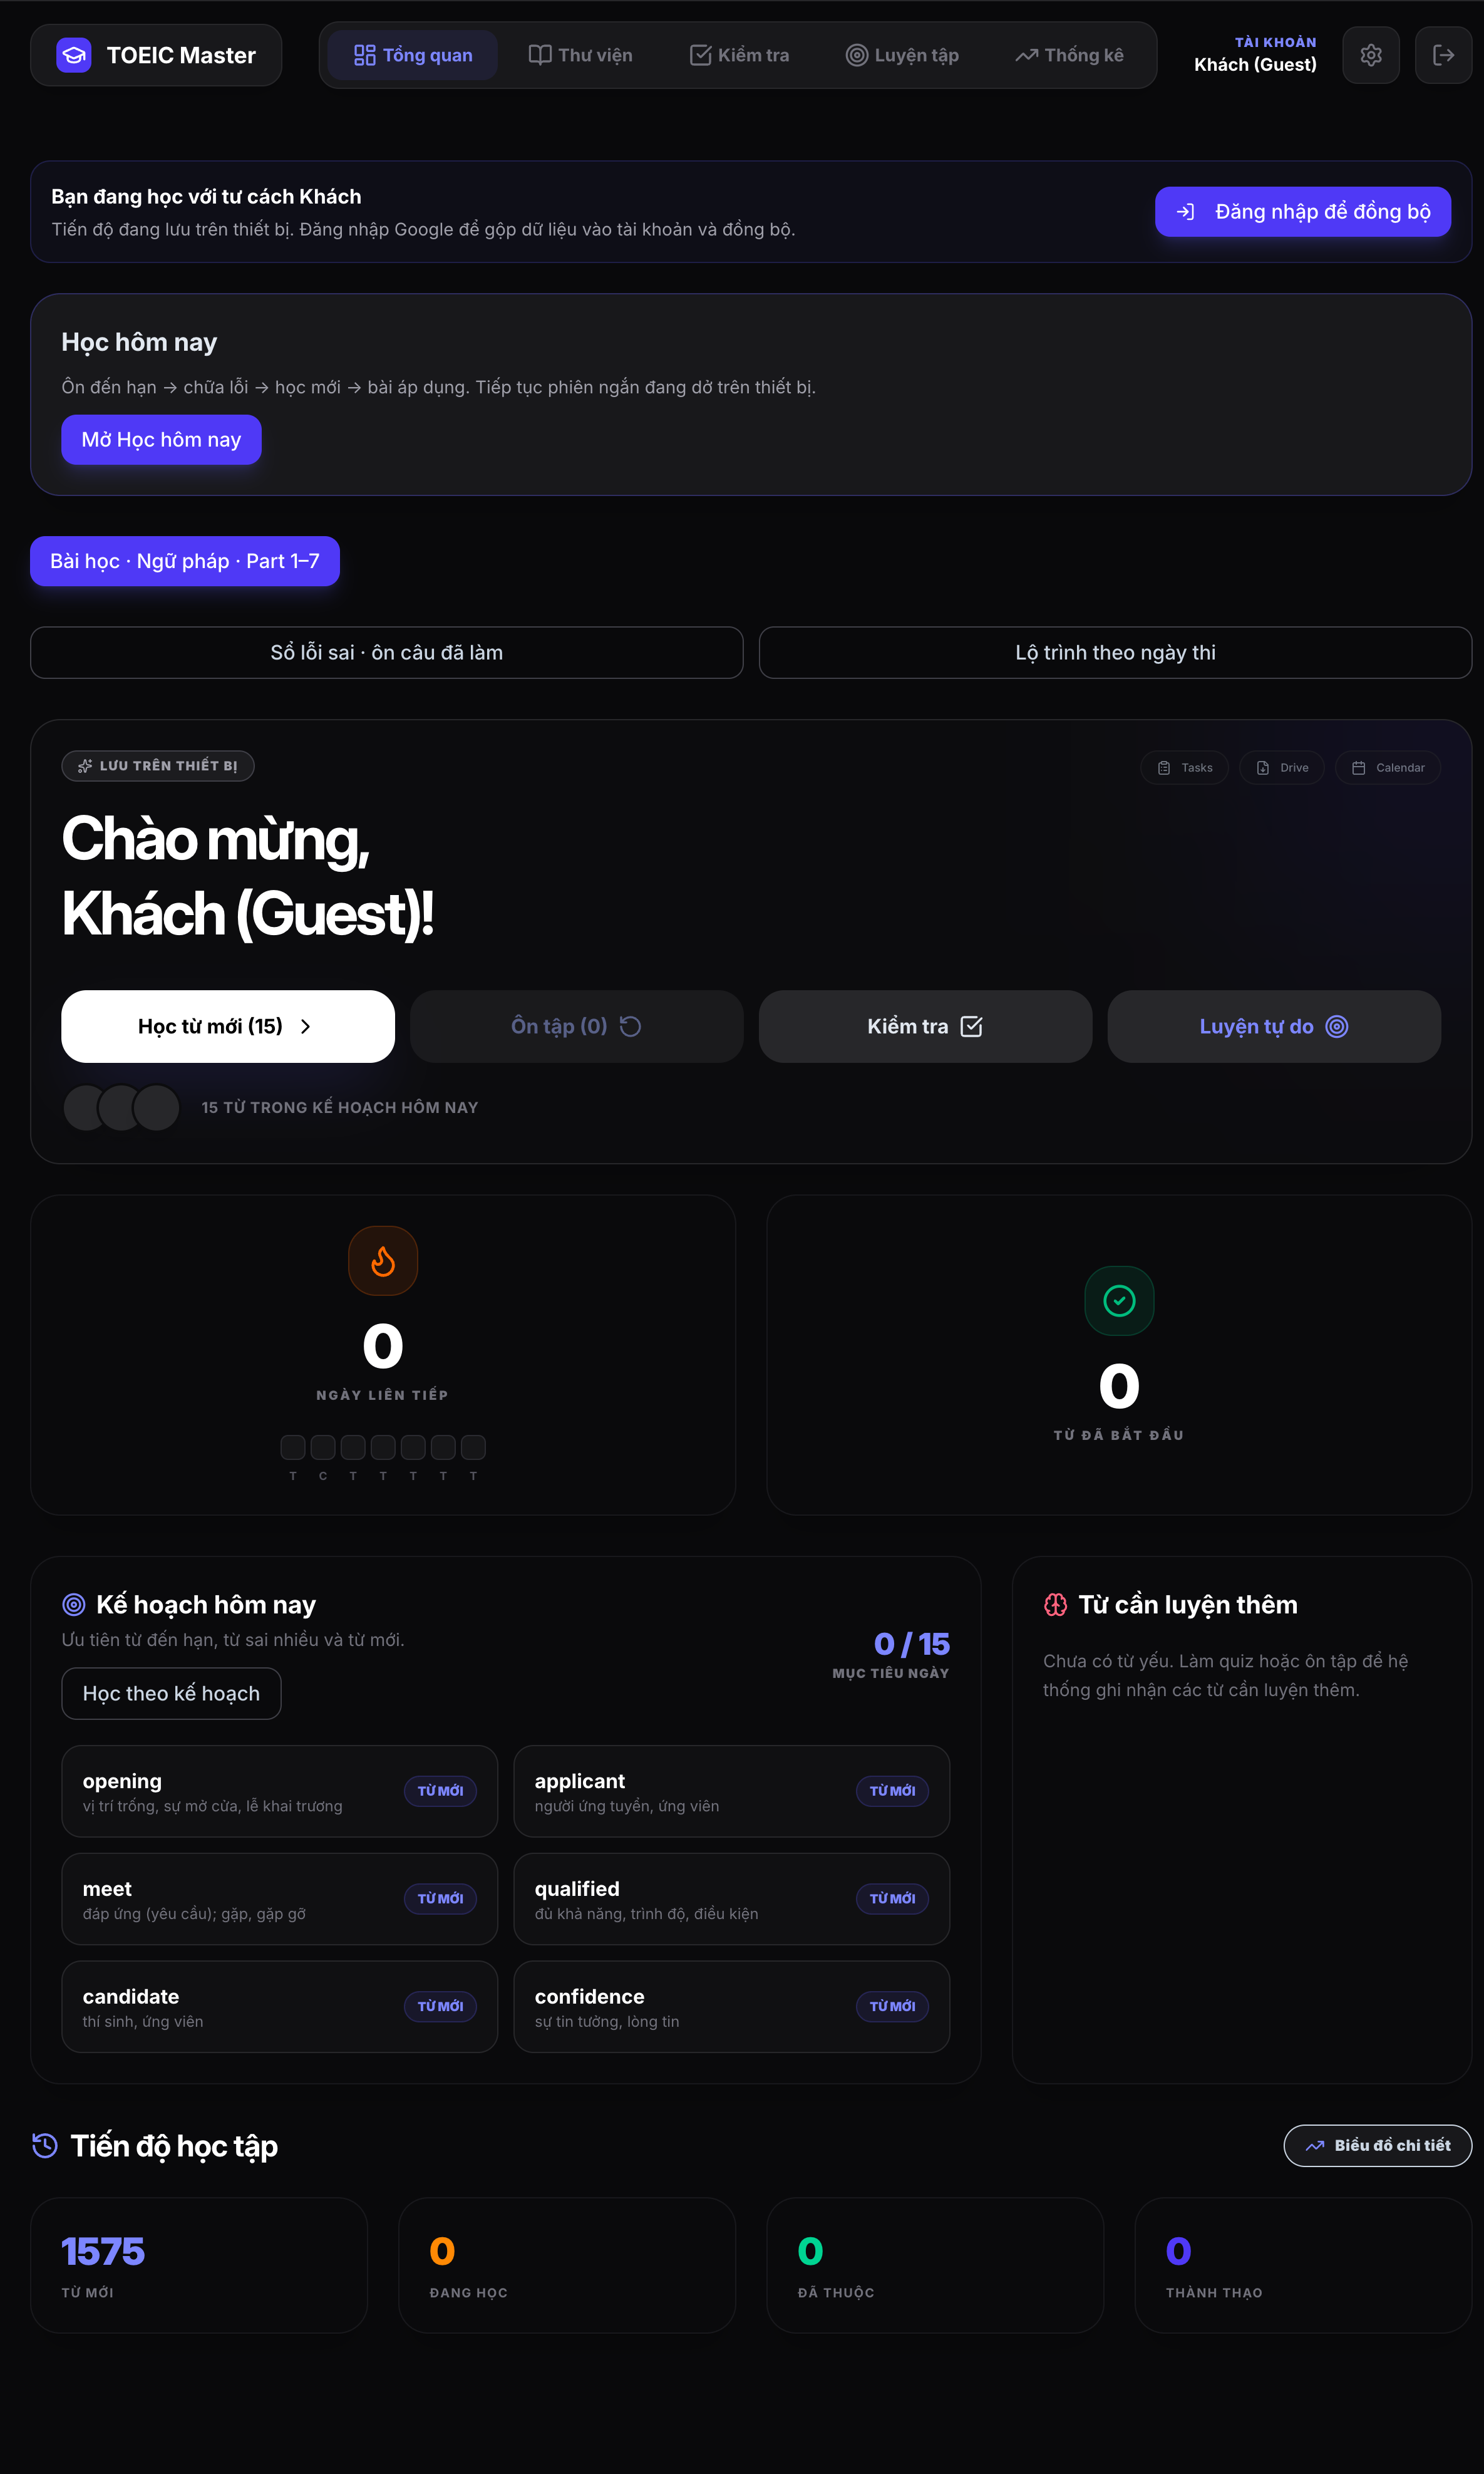 TOEIC Master
Tổng quan
Thư viện
Kiểm tra
Luyện tập
Thống kê
TÀI KHOẢN
Khách (Guest)
Bạn đang học với tư cách Khách
Tiến độ đang lưu trên thiết bị. Đăng nhập Google để gộp dữ liệu vào tài khoản và đồng bộ.
Đăng nhập để đồng bộ
Học hôm nay
Ôn đến hạn → chữa lỗi → học mới → bài áp dụng. Tiếp tục phiên ngắn đang dở trên thiết bị.
Mở Học hôm nay
Bài học · Ngữ pháp · Part 1–7
Sổ lỗi sai · ôn câu đã làm
Lộ trình theo ngày thi
LƯU TRÊN THIẾT BỊ
Tasks
Drive
Calendar
Chào mừng,
Khách (Guest)!
Học từ mới (15)
Ôn tập (0)
Kiểm tra
Luyện tự do
15 TỪ TRONG KẾ HOẠCH HÔM NAY
0
NGÀY LIÊN TIẾP
T C T T T T T
0
TỪ ĐÃ BẮT ĐẦU
Kế hoạch hôm nay
Ưu tiên từ đến hạn, từ sai nhiều và từ mới.
Học theo kế hoạch
0 / 15
MỤC TIÊU NGÀY
opening
vị trí trống, sự mở cửa, lễ khai trương
TỪ MỚI
applicant
người ứng tuyển, ứng viên
TỪ MỚI
meet
đáp ứng (yêu cầu); gặp, gặp gỡ
TỪ MỚI
qualified
đủ khả năng, trình độ, điều kiện
TỪ MỚI
candidate
thí sinh, ứng viên
TỪ MỚI
confidence
sự tin tưởng, lòng tin
TỪ MỚI
Từ cần luyện thêm
Chưa có từ yếu. Làm quiz hoặc ôn tập để hệ
thống ghi nhận các từ cần luyện thêm.
Tiến độ học tập
Biểu đồ chi tiết
1575
TỪ MỚI
0
ĐANG HỌC
0
ĐÃ THUỘC
0
THÀNH THẠO